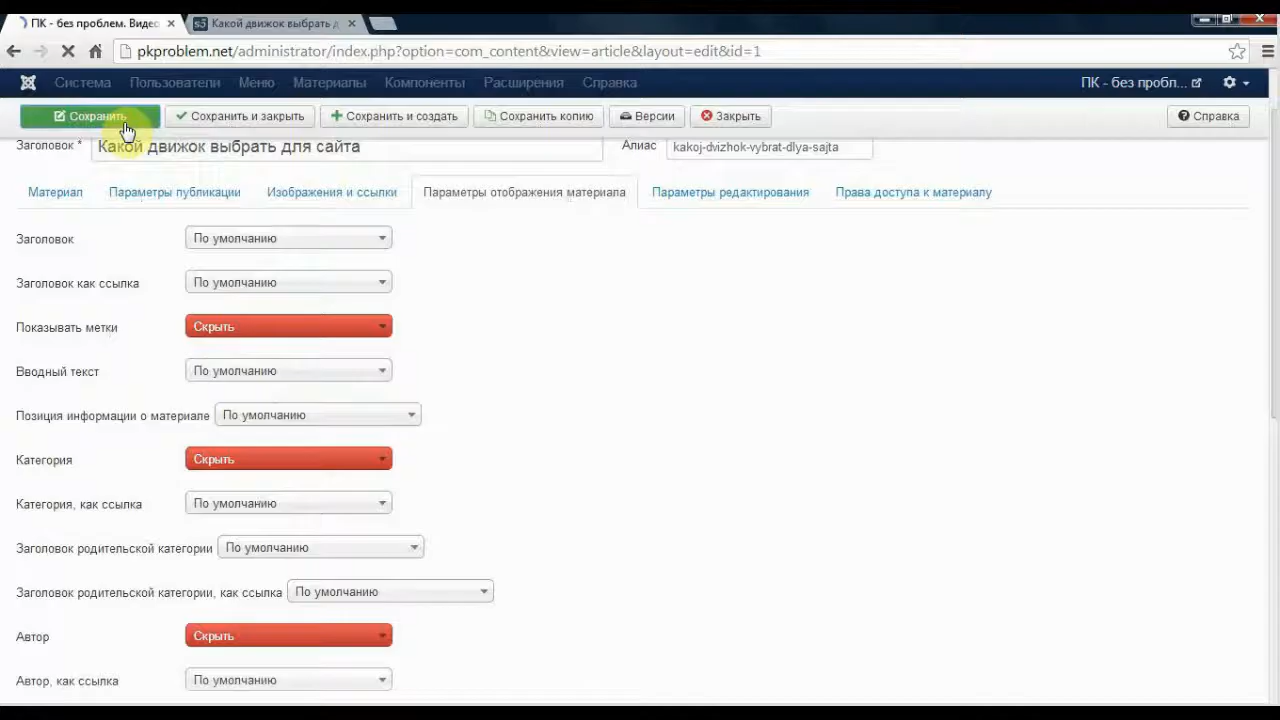 ПК - без проблем. Видес
Какой движок выбрать д
pkproblem.net/administrator/index.php?option=com_content&view=article&layout=edit&id=1
Система Пользователи Меню Материалы Компоненты Расширения Справка ПК - без пробл...
Сохранить Сохранить и закрыть Сохранить и создать Сохранить копию Версии Закрыть Справка
Заголовок * Какой движок выбрать для сайта Алиас kakoj-dvizhok-vybrat-dlya-sajta
Материал Параметры публикации Изображения и ссылки Параметры отображения материала Параметры редактирования Права доступа к материалу
Заголовок По умолчанию
Заголовок как ссылка По умолчанию
Показывать метки Скрыть
Вводный текст По умолчанию
Позиция информации о материале По умолчанию
Категория Скрыть
Категория, как ссылка По умолчанию
Заголовок родительской категории По умолчанию
Заголовок родительской категории, как ссылка По умолчанию
Автор Скрыть
Автор, как ссылка По умолчанию